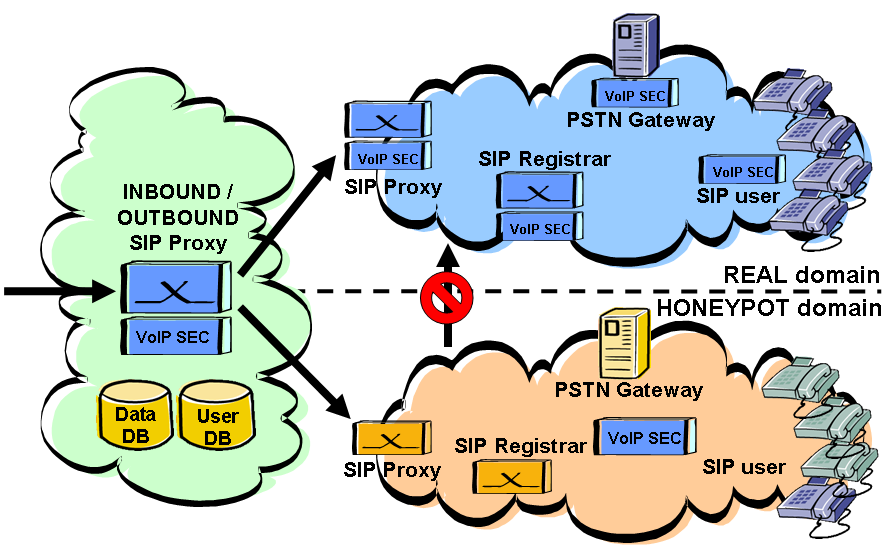 INBOUND /
OUTBOUND
SIP Proxy
VoIP SEC
Data
DB
User
DB
VoIP SEC
SIP Proxy
VoIP SEC
PSTN Gateway
SIP Registrar
VoIP SEC
VoIP SEC
SIP user
REAL domain
HONEYPOT domain
PSTN Gateway
SIP Proxy
SIP Registrar
VoIP SEC
SIP user